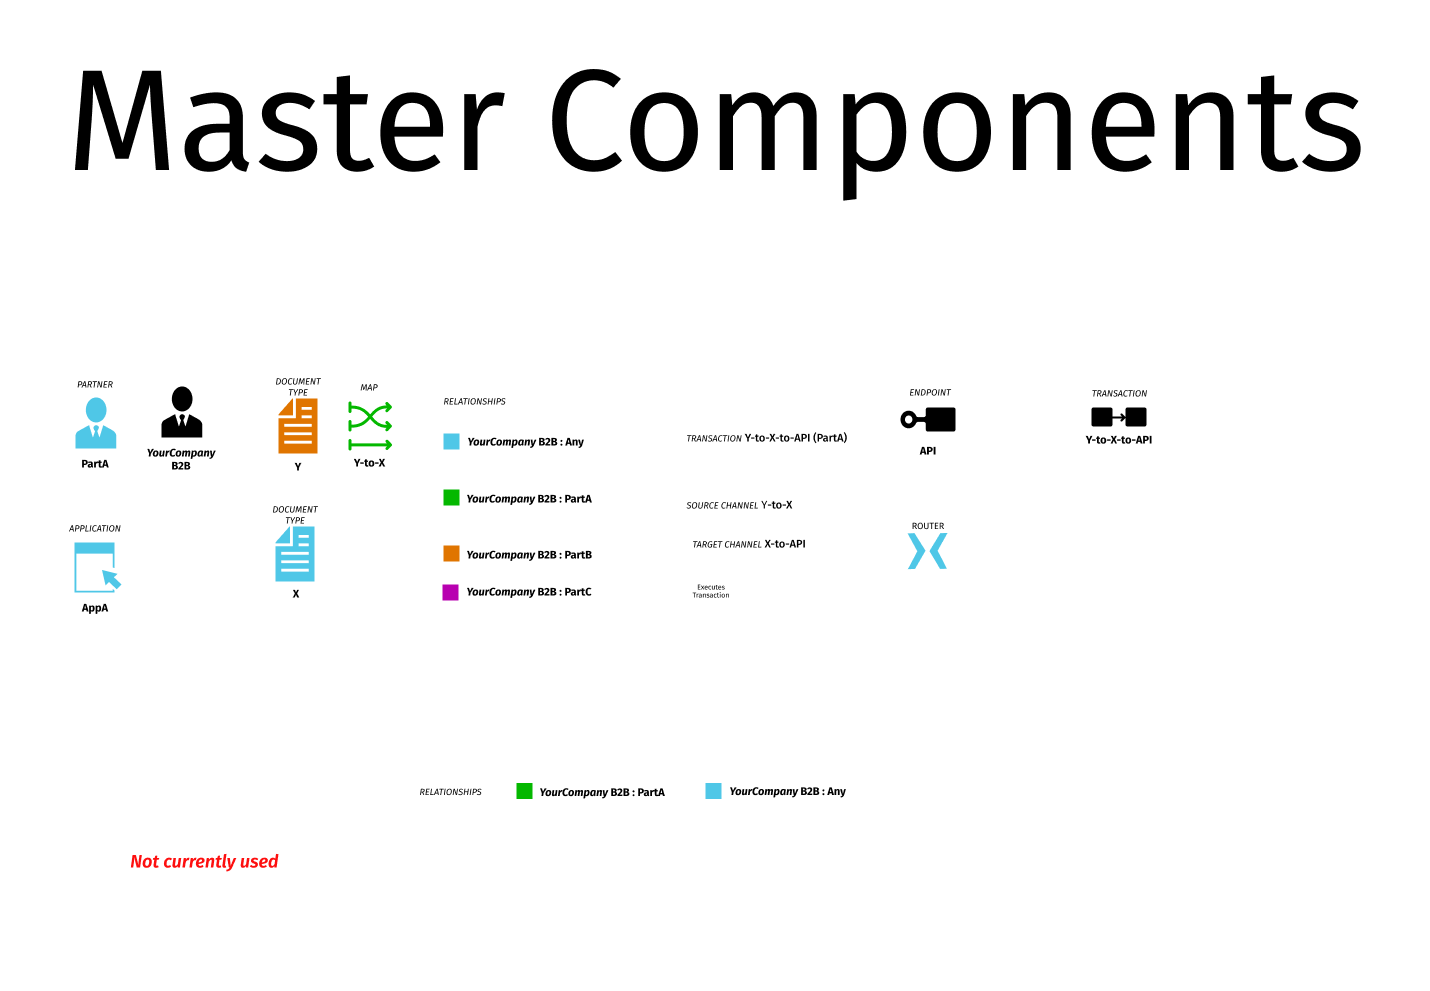 Master Components
PARTNER
PartA
YourCompany
B2B
DOCUMENT
TYPE
Y
MAP
Y-to-X
RELATIONSHIPS
YourCompany B2B : Any
YourCompany B2B : PartA
YourCompany B2B : PartB
YourCompany B2B : PartC
TRANSACTION Y-to-X-to-API (PartA)
SOURCE CHANNEL Y-to-X
TARGET CHANNEL X-to-API
Executes
Transaction
ENDPOINT
API
TRANSACTION
Y-to-X-to-API
APPLICATION
AppA
DOCUMENT
TYPE
X
ROUTER
RELATIONSHIPS
YourCompany B2B : PartA
YourCompany B2B : Any
Not currently used